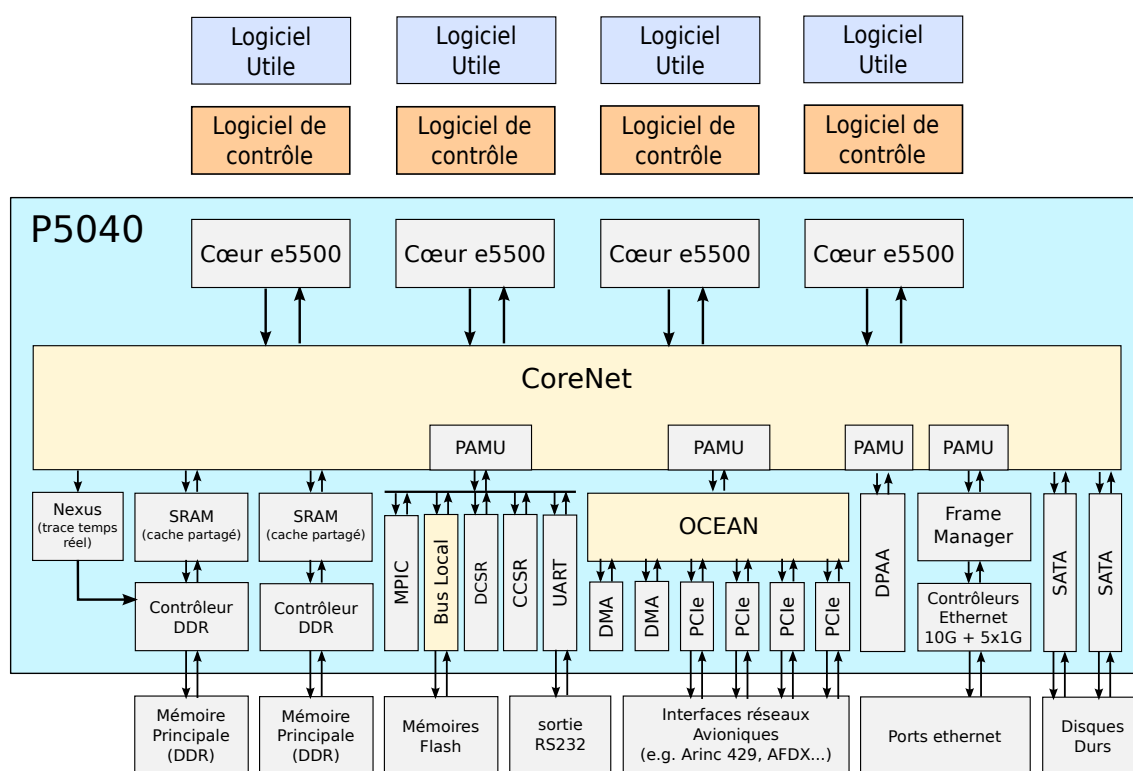 Logiciel
Utile
Logiciel
Utile
Logiciel
Utile
Logiciel
Utile
Logiciel de
contrôle
Logiciel de
contrôle
Logiciel de
contrôle
Logiciel de
contrôle
P5040
Cœur e5500
Cœur e5500
Cœur e5500
Cœur e5500
CoreNet
PAMU
PAMU
PAMU
PAMU
Nexus
(trace temps
réel)
SRAM
(cache partagé)
SRAM
(cache partagé)
MPIC
Bus Local
DCSR
CCSR
UART
OCEAN
DPAA
Frame
Manager
SATA
SATA
Contrôleur
DDR
Contrôleur
DDR
DMA
DMA
PCIe
PCIe
PCIe
PCIe
Contrôleurs
Ethernet
10G + 5x1G
Mémoire
Principale
(DDR)
Mémoire
Principale
(DDR)
Mémoires
Flash
sortie
RS232
Interfaces réseaux
Avioniques
(e.g. Arinc 429, AFDX...)
Ports ethernet
Disques
Durs